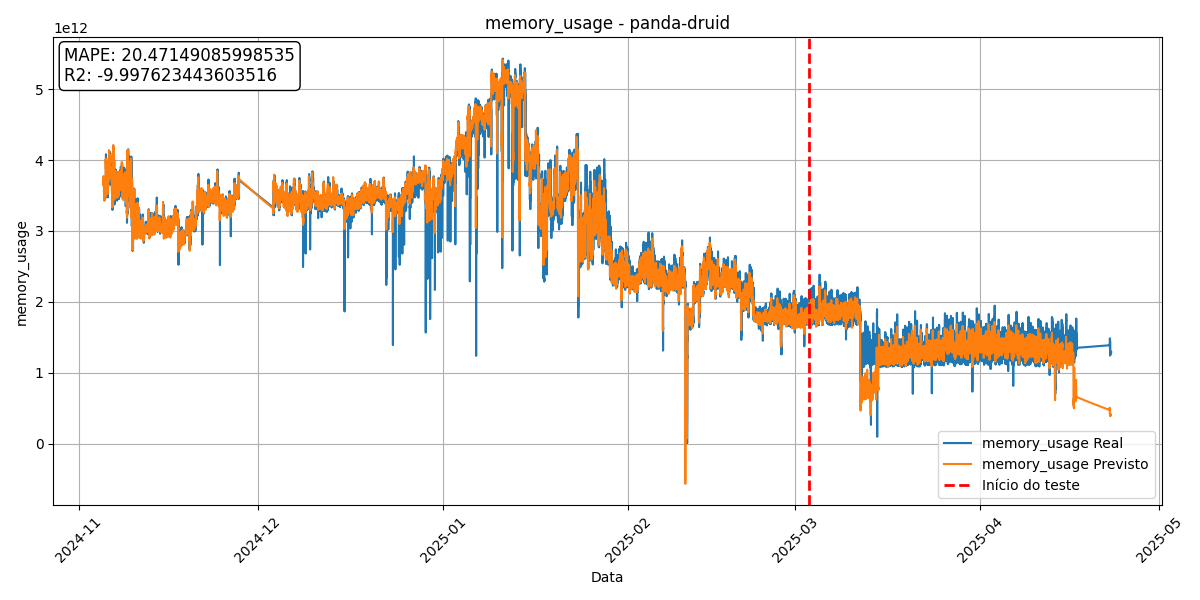 memory_usage - panda-druid
1e12
MAPE: 20.47149085998535
R2: -9.997623443603516
5
4
3
2
1
0
memory_usage
memory_usage Real
memory_usage Previsto
Início do teste
2024-11
2024-12
2025-01
2025-02
2025-03
2025-04
2025-05
Data